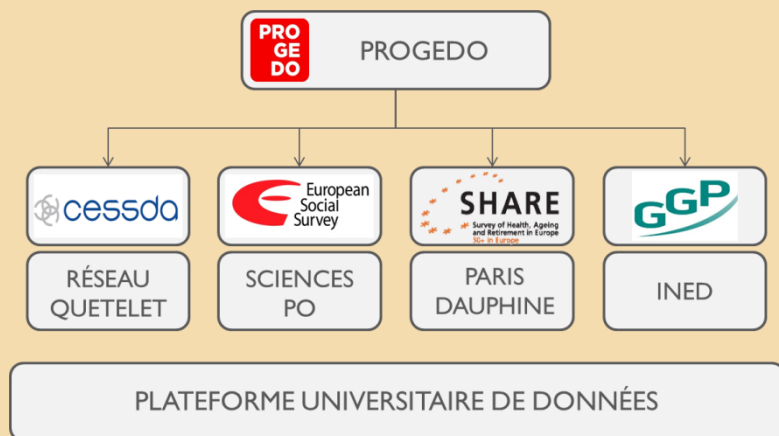 PRO
GE
DO
PROGEDO
cessda
European
Social
Survey
SHARE
Survey of Health, Ageing
and Retirement in Europe
50+ in Europe
GGP
RÉSEAU
QUETELET
SCIENCES
PO
PARIS
DAUPHINE
INED
PLATEFORME UNIVERSITAIRE DE DONNÉES